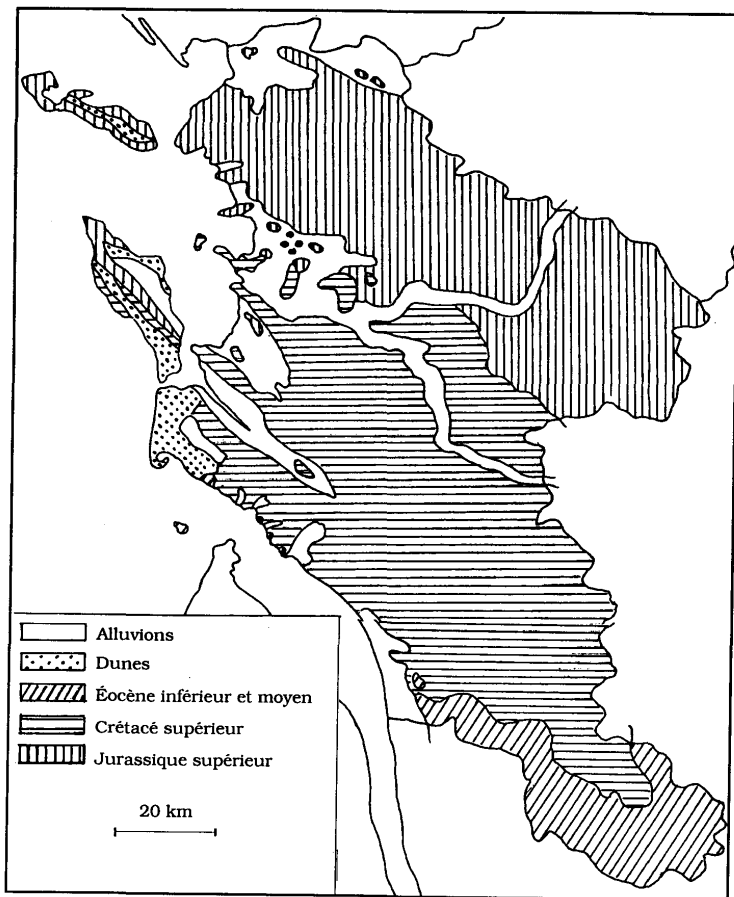 Alluvions
Dunes
Éocène inférieur et moyen
Crétacé supérieur
Jurassique supérieur
20 km